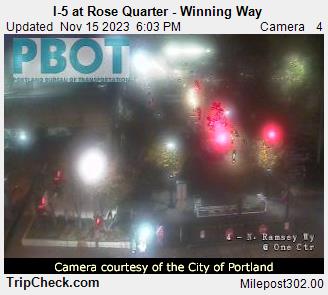 I-5 at Rose Quarter - Winning Way
Updated Nov 15 2023 6:03 PM Camera 4
PBOT
PORTLAND BUREAU OF TRANSPORTATION
4 - N. Ramsey Wy
@ One Ctr
Camera courtesy of the City of Portland
TripCheck.com Milepost302.00